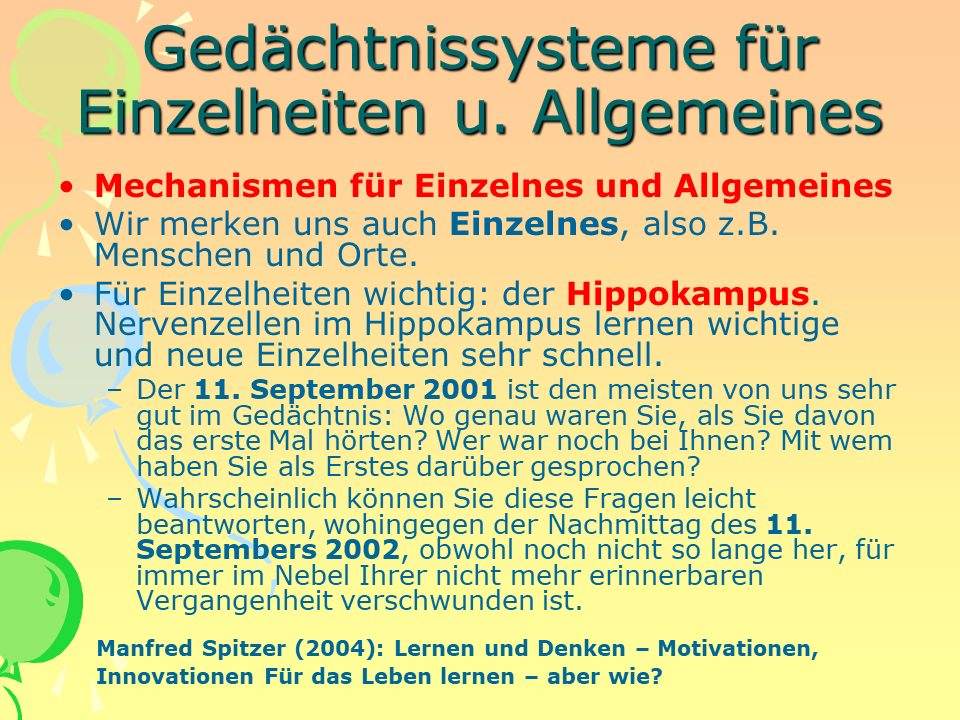 Gedächtnissysteme für
Einzelheiten u. Allgemeines
• Mechanismen für Einzelnes und Allgemeines
• Wir merken uns auch Einzelnes, also z.B.
Menschen und Orte.
• Für Einzelheiten wichtig: der Hippokampus.
Nervenzellen im Hippokampus lernen wichtige
und neue Einzelheiten sehr schnell.
– Der 11. September 2001 ist den meisten von uns sehr
gut im Gedächtnis: Wo genau waren Sie, als Sie davon
das erste Mal hörten? Wer war noch bei Ihnen? Mit wem
haben Sie als Erstes darüber gesprochen?
– Wahrscheinlich können Sie diese Fragen leicht
beantworten, wohingegen der Nachmittag des 11.
Septembers 2002, obwohl noch nicht so lange her, für
immer im Nebel Ihrer nicht mehr erinnerbaren
Vergangenheit verschwunden ist.
Manfred Spitzer (2004): Lernen und Denken – Motivationen,
Innovationen Für das Leben lernen – aber wie?